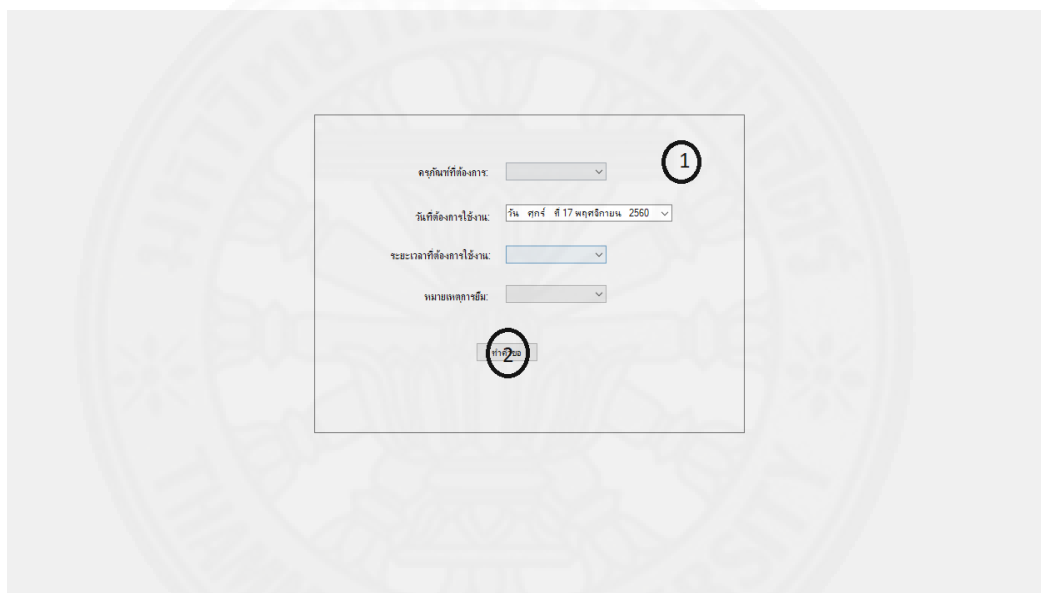 1
ครุภัณฑ์ที่ต้องการ:
วันที่ต้องการใช้งาน: วัน ศุกร์ ที่ 17 พฤศจิกายน 2560
ระยะเวลาที่ต้องการใช้งาน:
หมายเหตุการยืม:
2